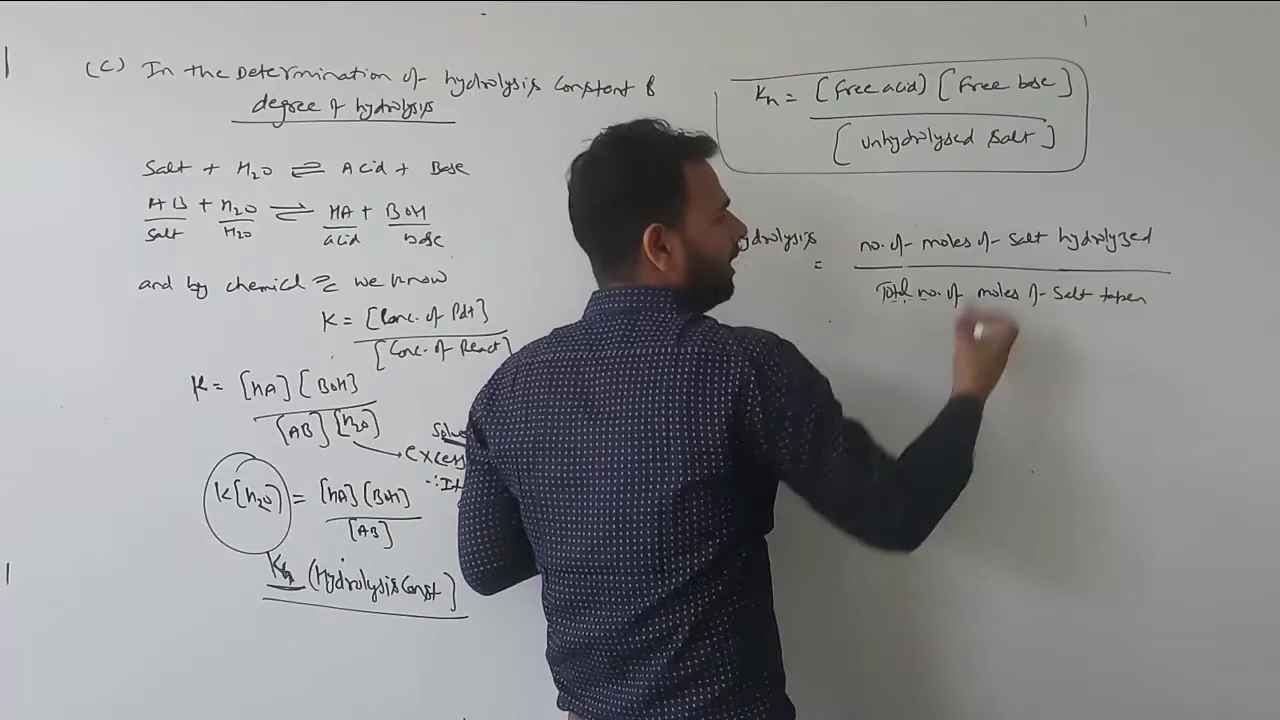 (C) In the Determination of hydrolysis Constant &
degree of hydrolysis
Salt + H2O ⇌ Acid + Base
AB + H2O ⇌ HA + BOH
Salt H2O acid base
and by chemicl ⇌ we know
K = [Conc. of Pdt]
[Conc. of React]
K = [HA][BOH]
[AB][H2O]
excess
∴ It
K[H2O] = [HA][BOH]
[AB]
Kh (Hydrolysis Const]
Kh = [free acid) [free base]
[unhydrolysed salt]
ydrolysis = no. of moles of salt hydrolyzed
Total no. of moles of salt taken